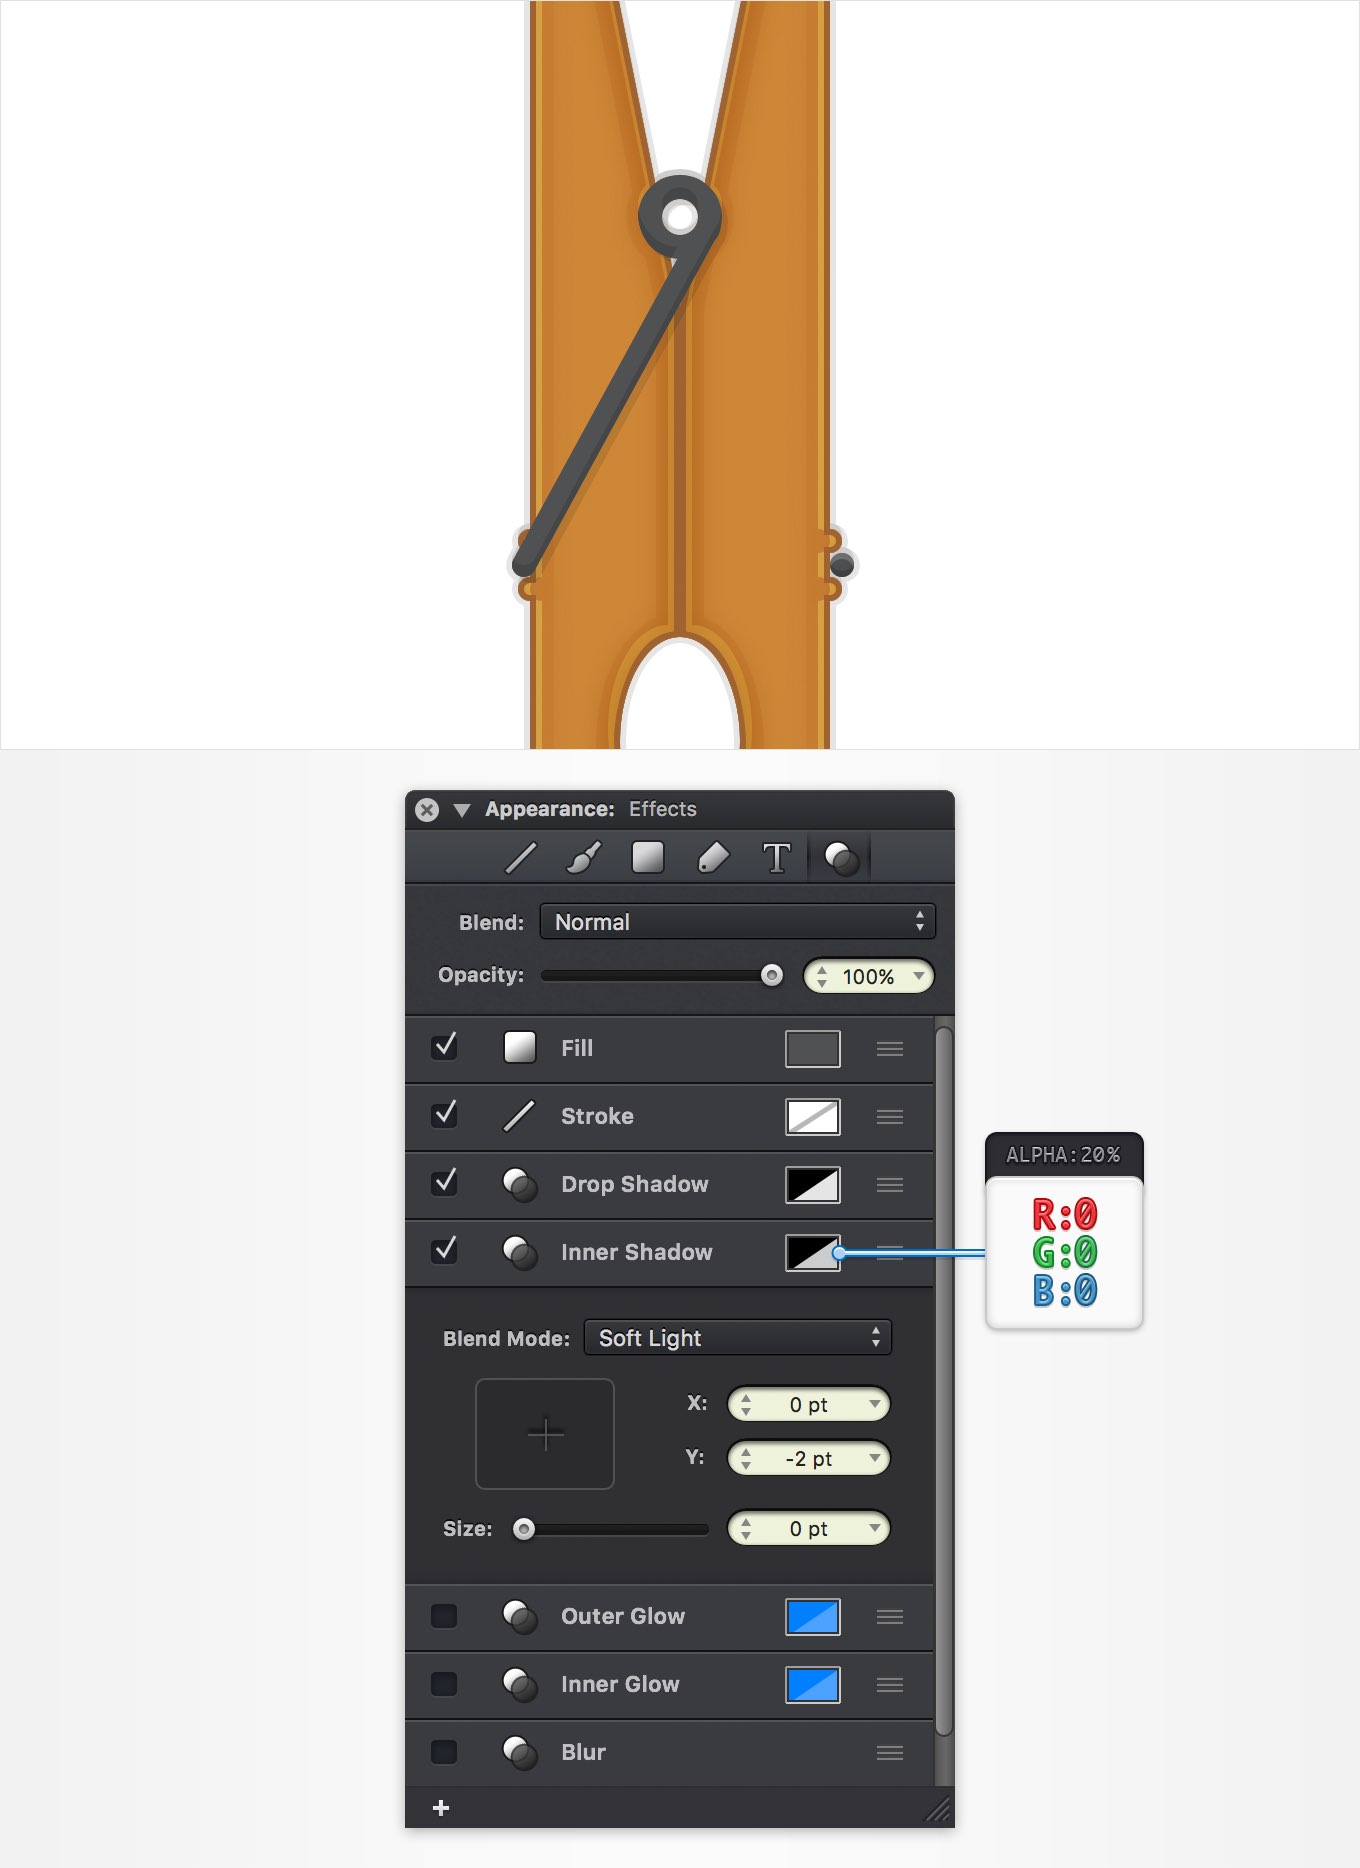 Appearance: Effects
T
Blend: Normal
Opacity: 100%
Fill
Stroke
Drop Shadow
Inner Shadow
ALPHA:20%
R:0
G:0
B:0
Blend Mode: Soft Light
X: 0 pt
Y: -2 pt
Size: 0 pt
Outer Glow
Inner Glow
Blur